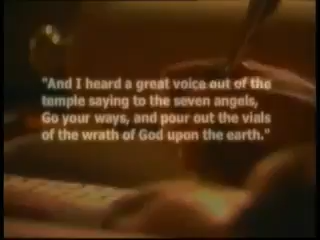 "And I heard a great voice out of the
temple saying to the seven angels,
Go your ways, and pour out the vials
of the wrath of God upon the earth."